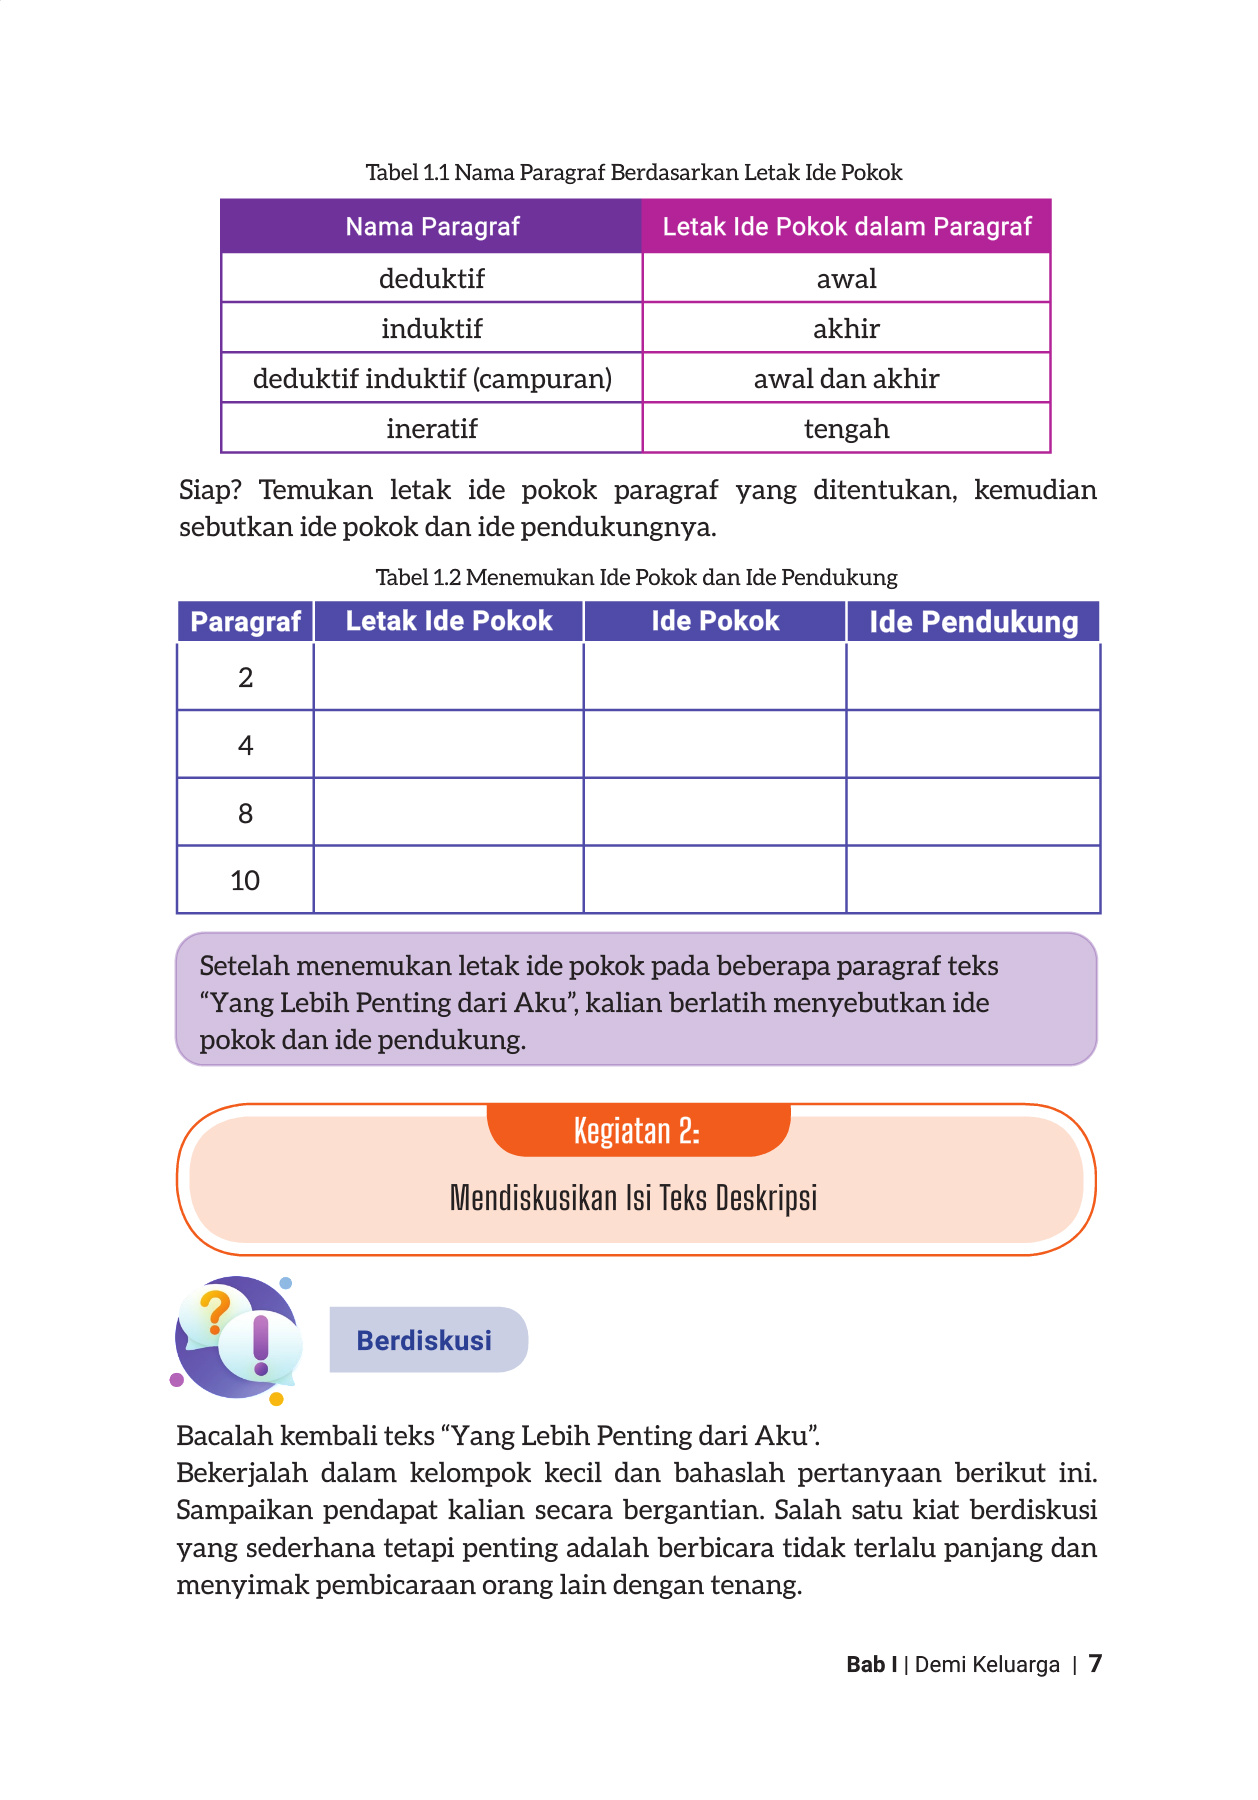 Tabel 1.1 Nama Paragraf Berdasarkan Letak Ide Pokok
Nama Paragraf Letak Ide Pokok dalam Paragraf
deduktif awal
induktif akhir
deduktif induktif (campuran) awal dan akhir
ineratif tengah
Siap? Temukan letak ide pokok paragraf yang ditentukan, kemudian
sebutkan ide pokok dan ide pendukungnya.
Tabel 1.2 Menemukan Ide Pokok dan Ide Pendukung
Paragraf Letak Ide Pokok Ide Pokok Ide Pendukung
2
4
8
10
Setelah menemukan letak ide pokok pada beberapa paragraf teks
“Yang Lebih Penting dari Aku”, kalian berlatih menyebutkan ide
pokok dan ide pendukung.
Kegiatan 2:
Mendiskusikan Isi Teks Deskripsi
? !
Berdiskusi
Bacalah kembali teks “Yang Lebih Penting dari Aku”.
Bekerjalah dalam kelompok kecil dan bahaslah pertanyaan berikut ini.
Sampaikan pendapat kalian secara bergantian. Salah satu kiat berdiskusi
yang sederhana tetapi penting adalah berbicara tidak terlalu panjang dan
menyimak pembicaraan orang lain dengan tenang.
Bab I | Demi Keluarga | 7